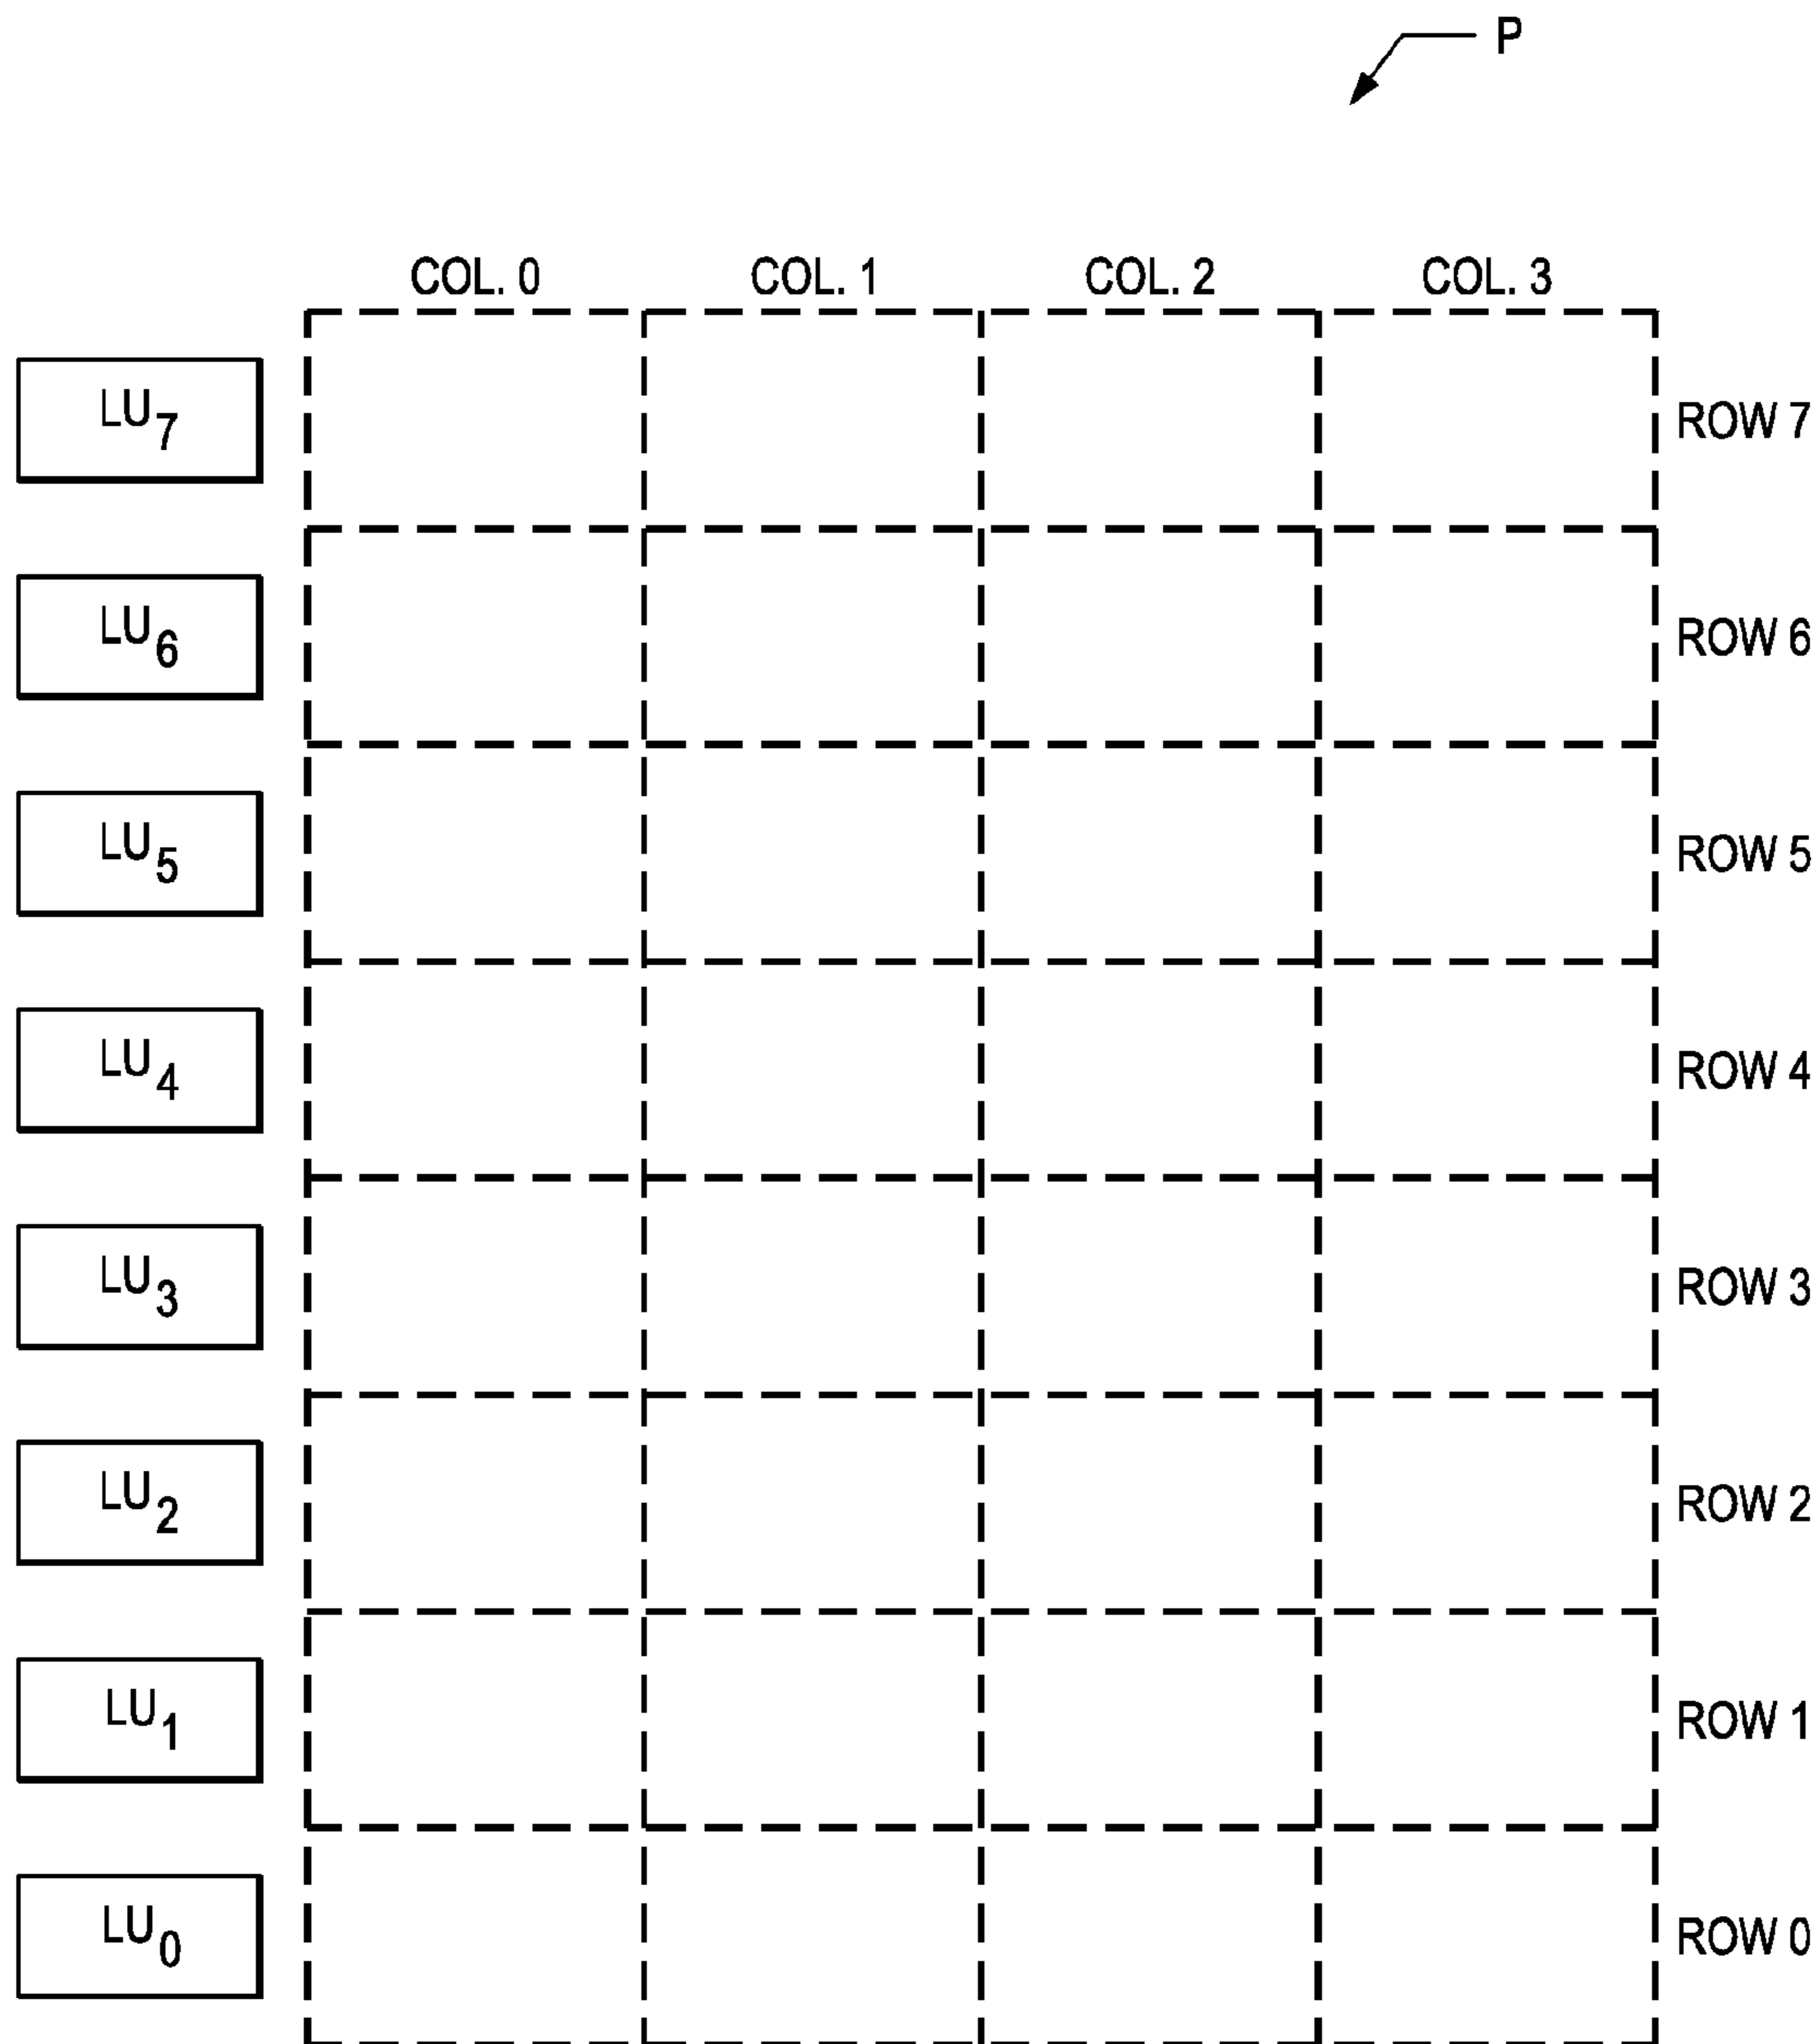 P
COL. 0 COL. 1 COL. 2 COL. 3
LU7 ROW 7
LU6 ROW 6
LU5 ROW 5
LU4 ROW 4
LU3 ROW 3
LU2 ROW 2
LU1 ROW 1
LU0 ROW 0